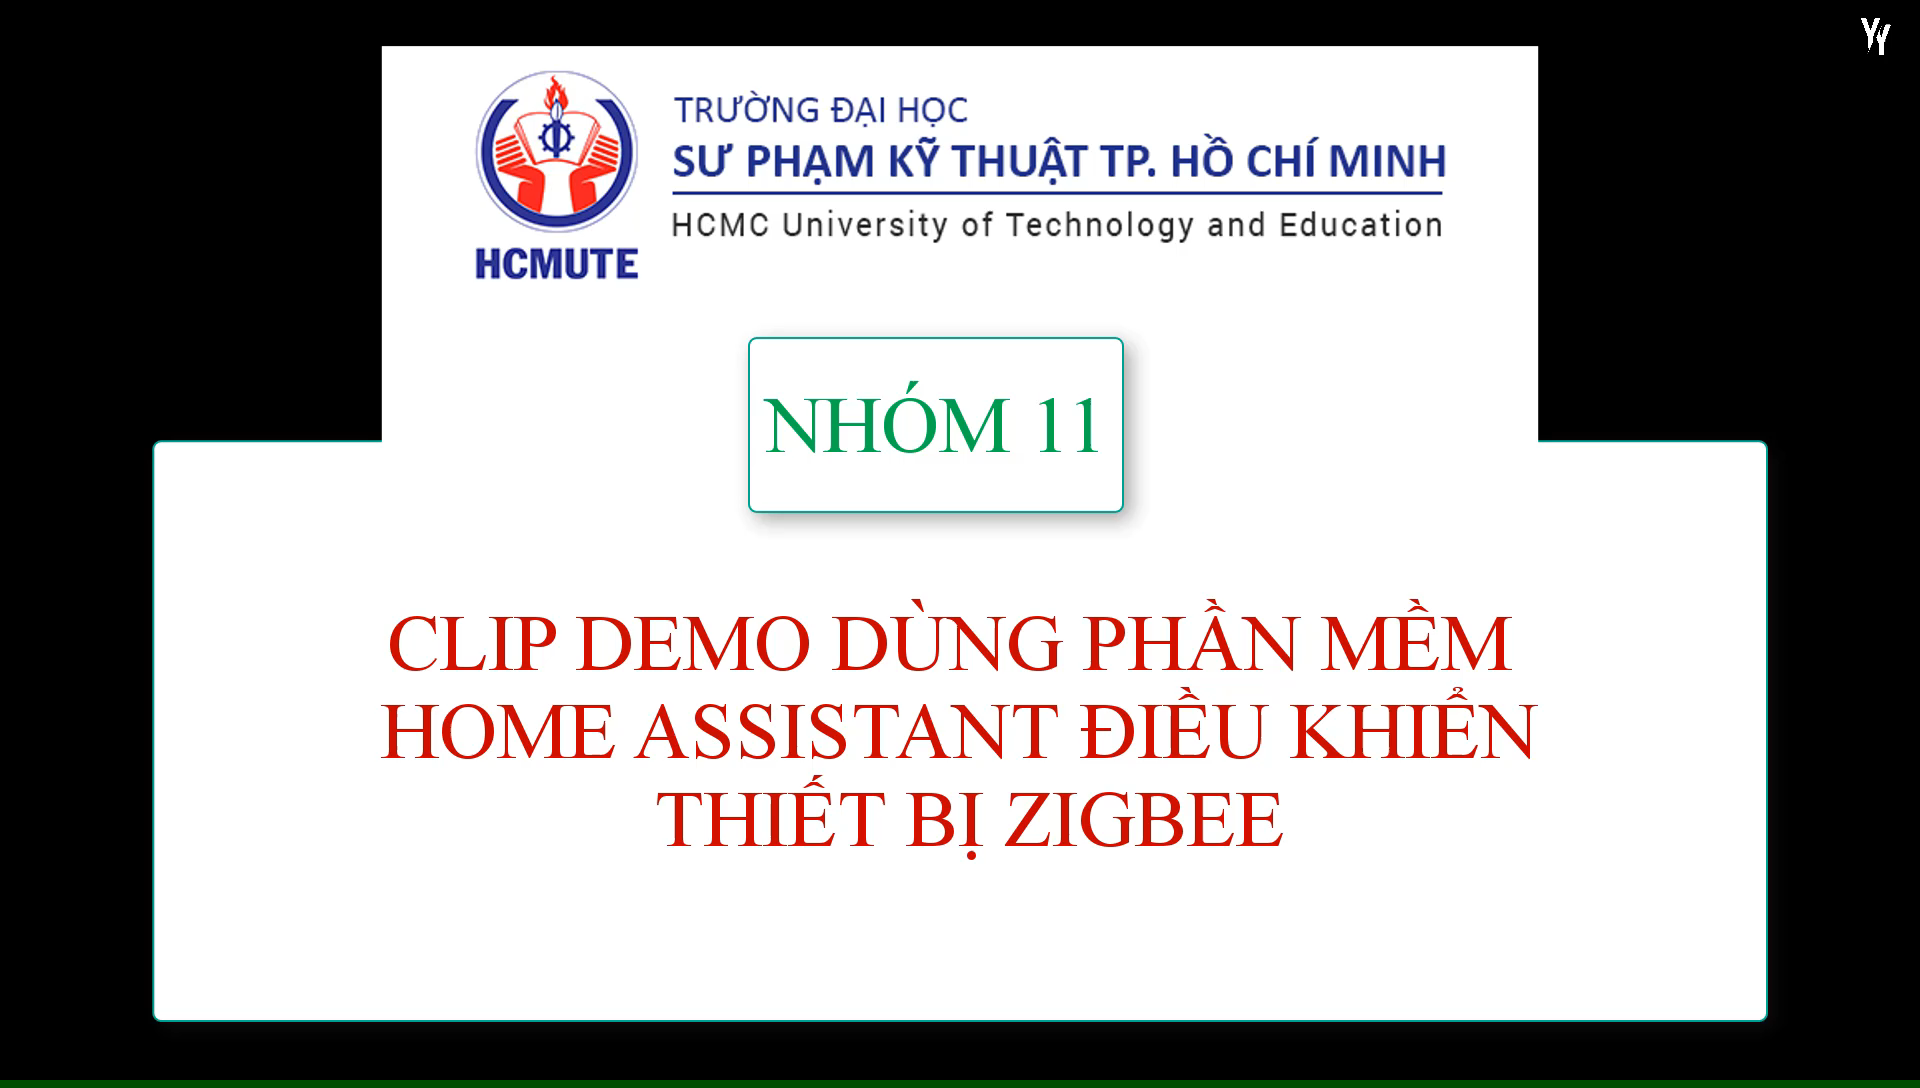 TRƯỜNG ĐẠI HỌC
SƯ PHẠM KỸ THUẬT TP. HỒ CHÍ MINH
HCMC University of Technology and Education
HCMUTE
NHÓM 11
CLIP DEMO DÙNG PHẦN MỀM
HOME ASSISTANT ĐIỀU KHIỂN
THIẾT BỊ ZIGBEE